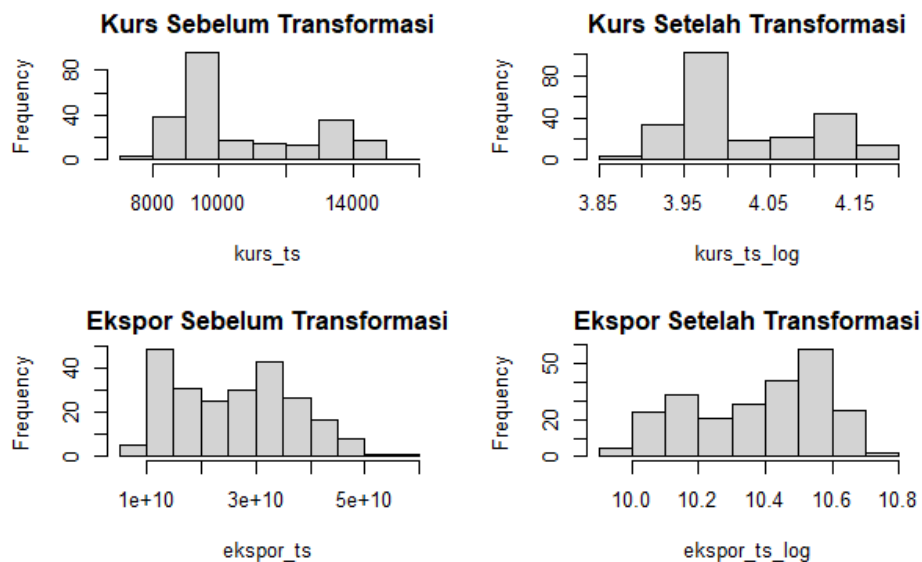 Kurs Sebelum Transformasi
Frequency
0 40 80
8000 10000 14000
kurs_ts
Kurs Setelah Transformasi
Frequency
0 40 80
3.85 3.95 4.05 4.15
kurs_ts_log
Ekspor Sebelum Transformasi
Frequency
0 20 40
1e+10 3e+10 5e+10
ekspor_ts
Ekspor Setelah Transformasi
Frequency
0 20 50
10.0 10.2 10.4 10.6 10.8
ekspor_ts_log